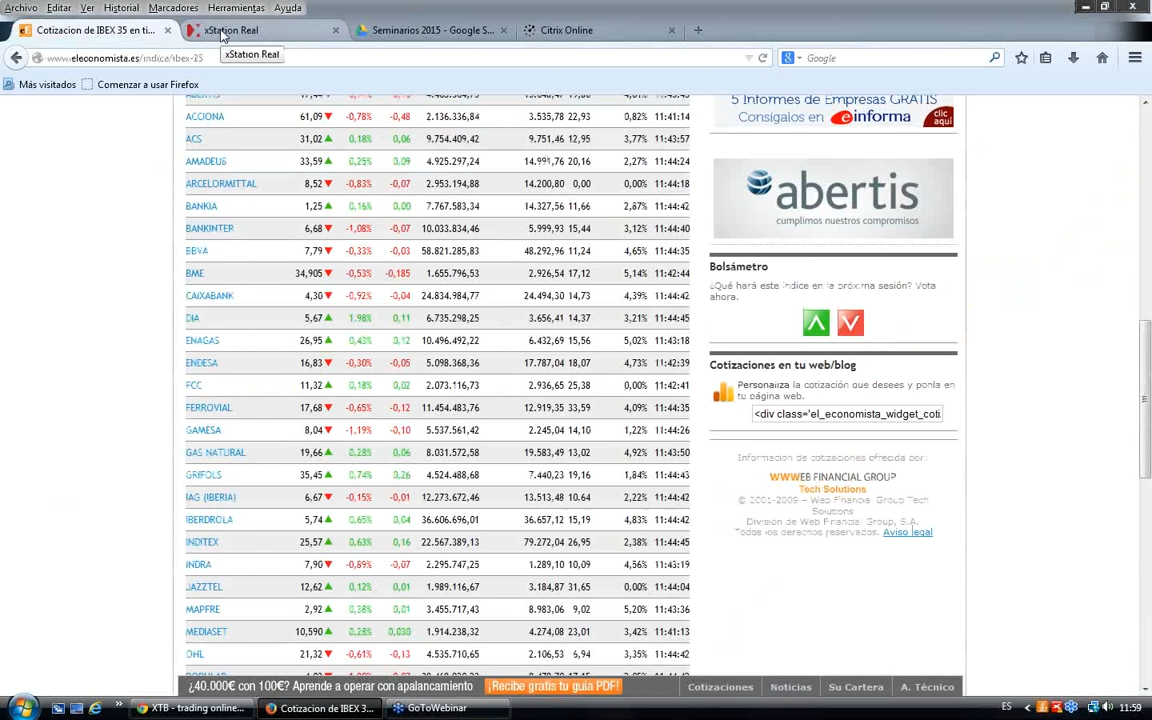 Archivo Editar Ver Historial Marcadores Herramientas Ayuda
Cotizacion de IBEX 35 en ti... × xStation Real × Seminarios 2015 - Google S... × Citrix Online × +
www.eleconomista.es/indice/ibex-35 Google
xStation Real
Más visitados Comenzar a usar Firefox
ACCIONA 61,09 -0,78% -0,48 2.136.336,84 3.535,78 22,93 0,82% 11:41:14
ACS 31,02 0,18% 0,06 9.754.409,42 9.751,46 12,95 3,77% 11:43:57
AMADEUS 33,59 0,25% 0,09 4.925.297,24 14.991,76 20,16 2,27% 11:44:24
ARCELORMITTAL 8,52 -0,83% -0,07 2.953.194,88 14.200,80 0,00 0,00% 11:44:18
BANKIA 1,25 0,16% 0,00 7.767.583,34 14.327,56 11,66 2,87% 11:44:42
BANKINTER 6,68 -1,08% -0,07 10.033.834,46 5.999,93 15,44 3,12% 11:44:40
BBVA 7,79 -0,33% -0,03 58.821.285,83 48.292,96 11,24 4,65% 11:44:35
BME 34,905 -0,53% -0,185 1.655.796,53 2.926,54 17,12 5,14% 11:42:44
CAIXABANK 4,30 -0,92% -0,04 24.834.984,77 24.494,30 14,73 4,39% 11:44:42
DIA 5,67 1,98% 0,11 6.735.298,25 3.656,41 14,37 3,21% 11:44:45
ENAGAS 26,95 0,43% 0,12 10.496.492,22 6.432,69 15,56 5,02% 11:43:18
ENDESA 16,83 -0,30% -0,05 5.098.368,36 17.787,04 18,07 4,73% 11:42:39
FCC 11,32 0,18% 0,02 2.073.116,73 2.936,65 25,38 0,00% 11:42:41
FERROVIAL 17,68 -0,65% -0,12 11.454.483,76 12.919,35 33,59 4,09% 11:44:35
GAMESA 8,04 -1,19% -0,10 5.537.561,42 2.245,04 14,10 1,22% 11:44:26
GAS NATURAL 19,66 0,28% 0,06 8.031.572,58 19.583,49 13,02 4,92% 11:43:50
GRIFOLS 35,45 0,74% 0,26 4.524.488,68 7.440,23 19,16 1,84% 11:44:43
IAG (IBERIA) 6,67 -0,15% -0,01 12.273.672,46 13.513,48 10,64 2,22% 11:44:42
IBERDROLA 5,74 0,65% 0,04 36.606.696,01 36.657,12 15,19 4,83% 11:44:42
INDITEX 25,57 0,63% 0,16 22.567.389,13 79.272,04 26,95 2,38% 11:44:45
INDRA 7,90 -0,89% -0,07 2.295.747,25 1.289,10 10,09 4,56% 11:43:19
JAZZTEL 12,62 0,12% 0,01 1.989.116,67 3.184,87 31,65 0,00% 11:44:04
MAPFRE 2,92 0,38% 0,01 3.455.717,43 8.983,06 9,02 5,20% 11:43:36
MEDIASET 10,590 0,28% 0,030 1.914.238,32 4.274,08 23,01 3,42% 11:41:13
OHL 21,32 -0,61% -0,13 4.535.710,65 2.106,53 6,94 3,35% 11:44:42
5 Informes de Empresas GRATIS
Consígalos en einforma clic aquí
abertis
cumplimos nuestros compromisos
Bolsámetro
¿Qué hará este índice en la próxima sesión? Vota
ahora.
Cotizaciones en tu web/blog
Personaliza la cotización que desees y ponla en
tu página web.
<div class='el_economista_widget_coti
Información de cotizaciones ofrecida por:
WWWEB FINANCIAL GROUP
Tech Solutions
© 2001-2009 - Web Financial Group Tech
Solutions
División de Web Financial Group, S.A.
Todos los derechos reservados. Aviso legal
¿40.000€ con 100€? Aprende a operar con apalancamiento ¡Recibe gratis tu guía PDF! Cotizaciones Noticias Su Cartera A. Técnico
XTB - trading online... Cotizacion de IBEX 3... GoToWebinar ES 11:59